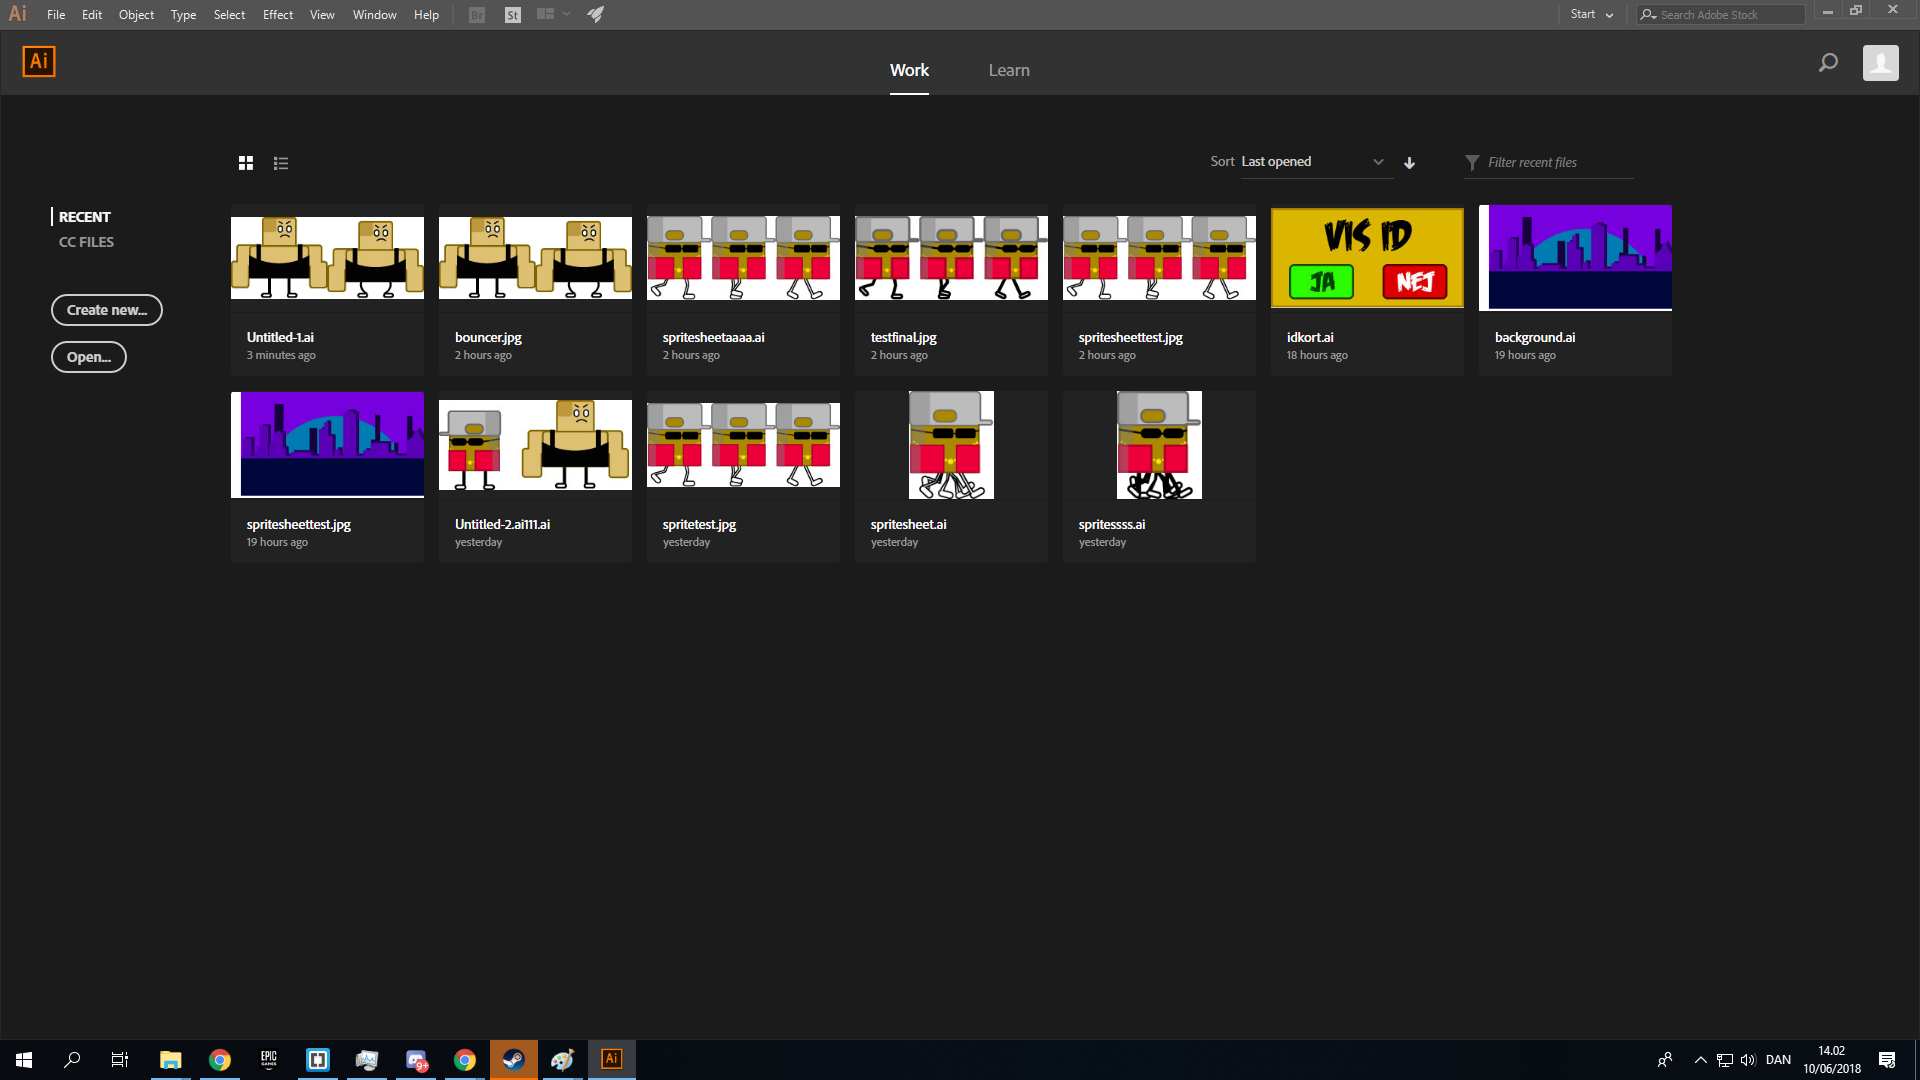 Ai File Edit Object Type Select Effect View Window Help Br St Start Search Adobe Stock
Ai Work Learn
Sort Last opened Filter recent files
RECENT
CC FILES
Create new...
Open...
VIS ID
JA NEJ
Untitled-1.ai
3 minutes ago
bouncer.jpg
2 hours ago
spritesheetaaaa.ai
2 hours ago
testfinal.jpg
2 hours ago
spritesheettest.jpg
2 hours ago
idkort.ai
18 hours ago
background.ai
19 hours ago
spritesheettest.jpg
19 hours ago
Untitled-2.ai111.ai
yesterday
spritetest.jpg
yesterday
spritesheet.ai
yesterday
spritessss.ai
yesterday
EPIC
GAMES
9+
Ai
DAN
14.02
10/06/2018